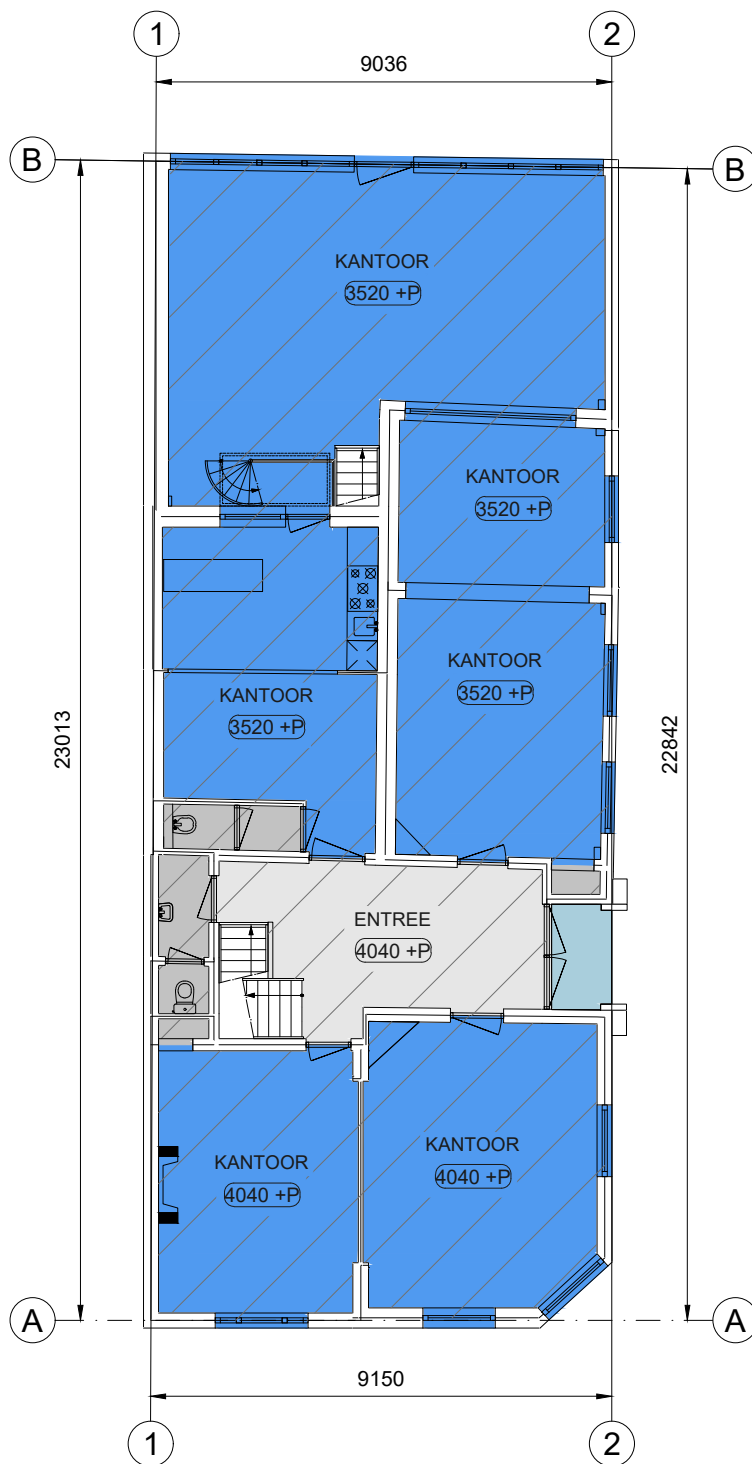 1
2
9036
B
B
KANTOOR
3520 +P
KANTOOR
3520 +P
KANTOOR
3520 +P
KANTOOR
3520 +P
23013
22842
ENTREE
4040 +P
KANTOOR
4040 +P
KANTOOR
4040 +P
A
A
9150
1
2